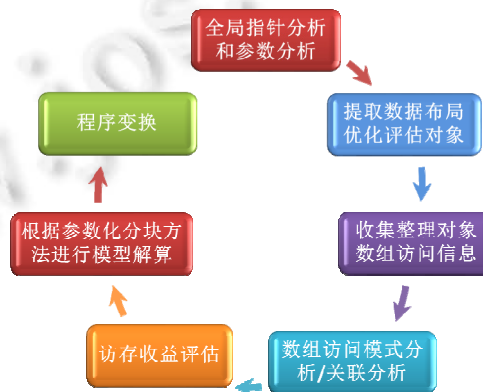 全局指针分析
和参数分析
提取数据布局
优化评估对象
收集整理对象
数组访问信息
数组访问模式分
析/关联分析
访存收益评估
根据参数化分块方
法进行模型解算
程序变换